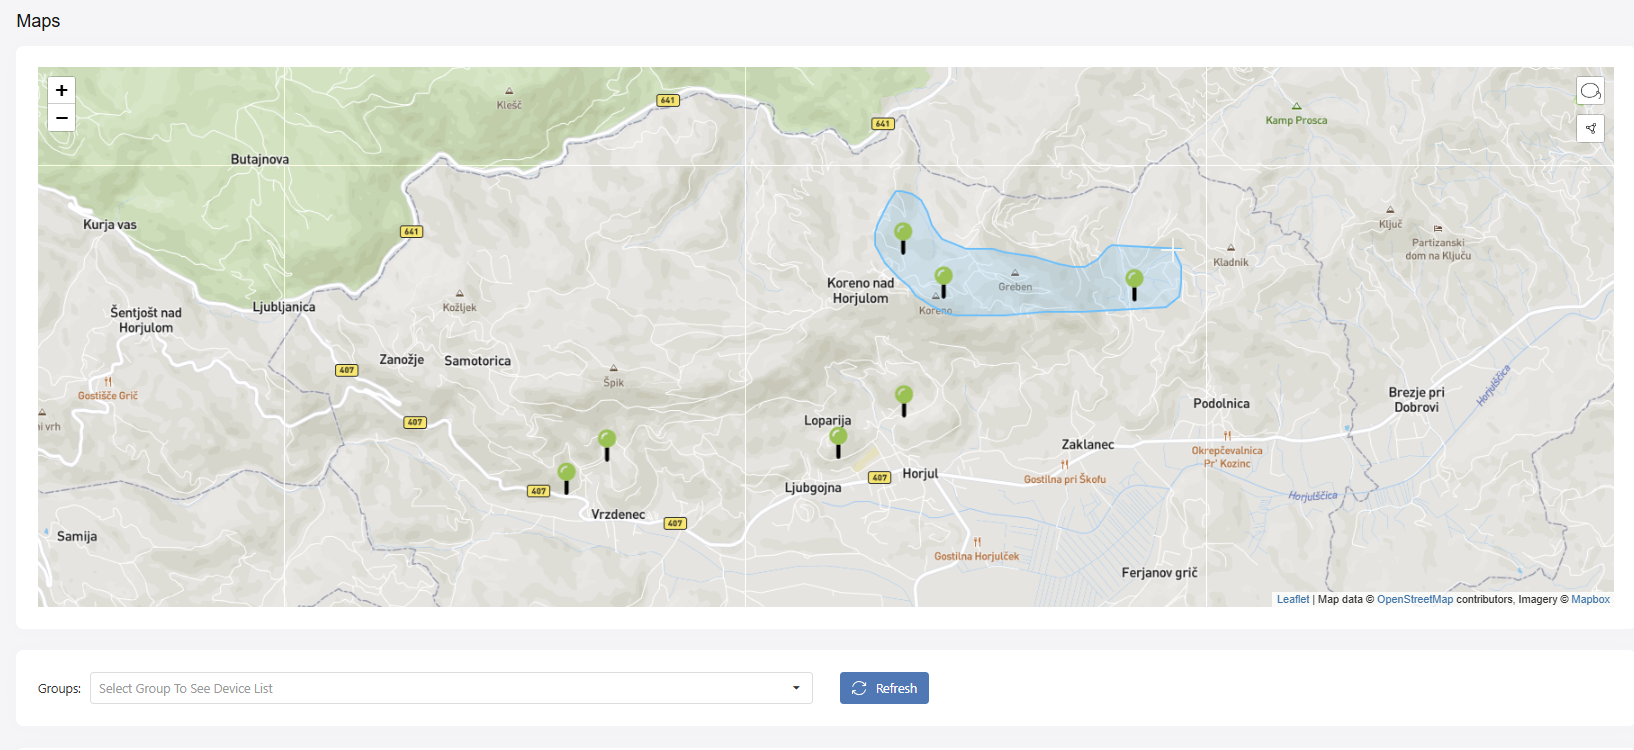 Maps
+
−
Klešč
641
641
Kamp Prosca
Butajnova
Kurja vas
641
Ključ
Partizanski
dom na Ključu
Kladnik
Greben
Koreno nad
Horjulom
Koreno
Kožljek
Ljubljanica
Šentjošt nad
Horjulom
Zanožje
Samotorica
407
Špik
Gostišče Grič
ni vrh
407
Loparija
Podolnica
Brezje pri
Dobrovi
Horjulščica
Zaklanec
Okrepčevalnica
Pr' Kozinc
Horjul
407
Gostilna pri Škofu
Ljubgojna
407
Horjulščica
Vrzdenec
407
Samija
Gostilna Horjulček
Ferjanov grič
Leaflet | Map data © OpenStreetMap contributors, Imagery © Mapbox
Groups:
Select Group To See Device List
Refresh